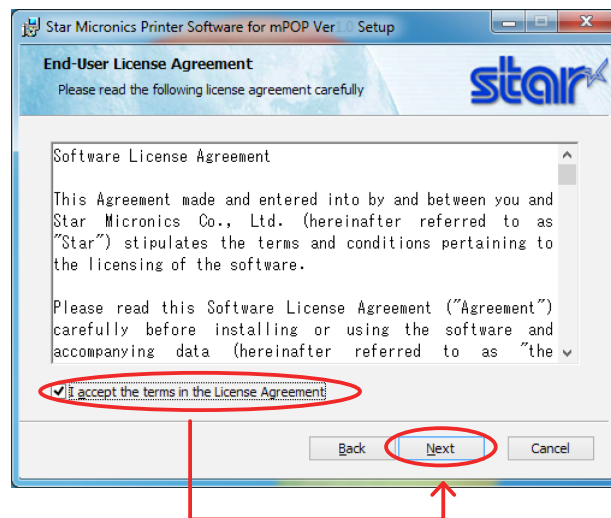 Star Micronics Printer Software for mPOP Ver1.0 Setup
End-User License Agreement
Please read the following license agreement carefully
star
Software License Agreement
This Agreement made and entered into by and between you and
Star Micronics Co., Ltd. (hereinafter referred to as
"Star") stipulates the terms and conditions pertaining to
the licensing of the software.
Please read this Software License Agreement ("Agreement")
carefully before installing or using the software and
accompanying data (hereinafter referred to as "the
I accept the terms in the License Agreement
Back Next Cancel